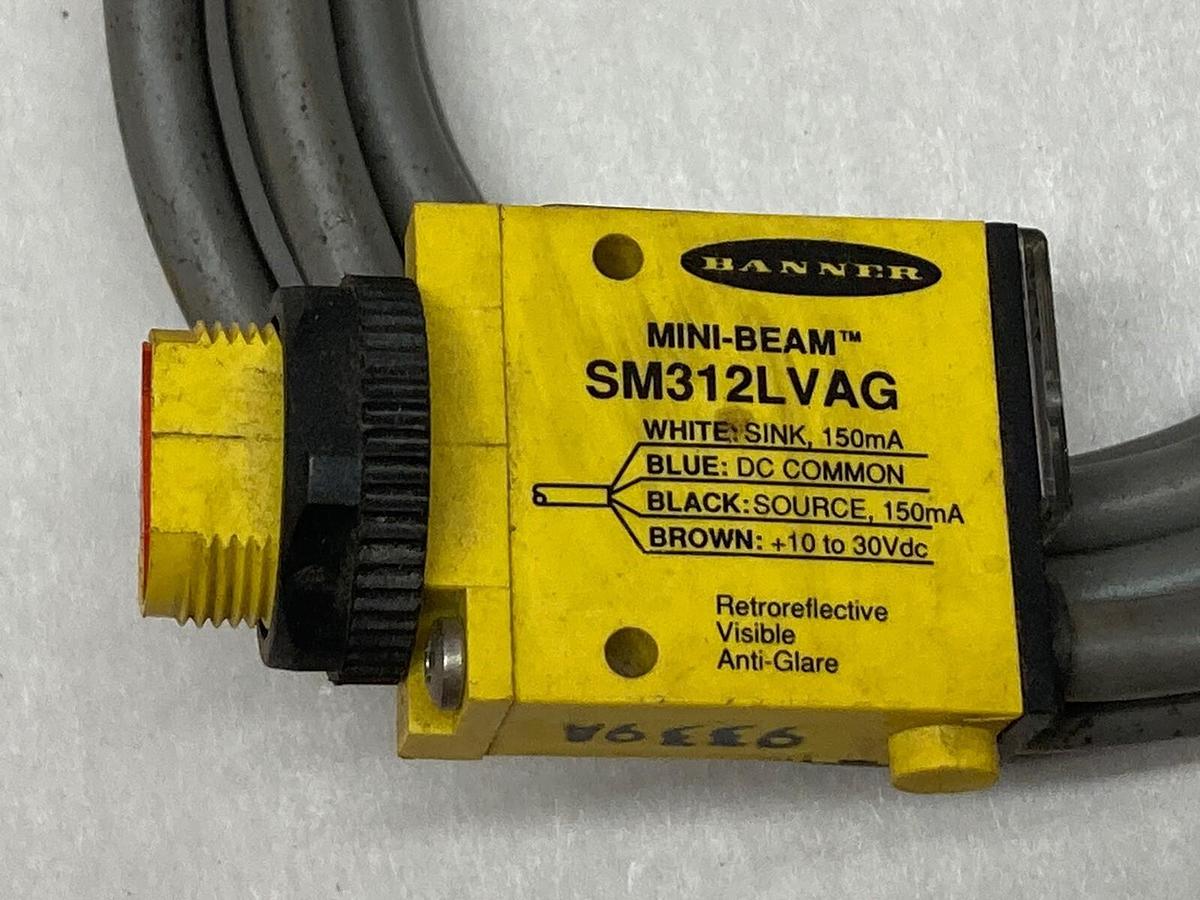 BANNER
MINI-BEAM™
SM312LVAG
WHITE: SINK, 150mA
BLUE: DC COMMON
BLACK: SOURCE, 150mA
BROWN: +10 to 30Vdc
Retroreflective
Visible
Anti-Glare
9339A